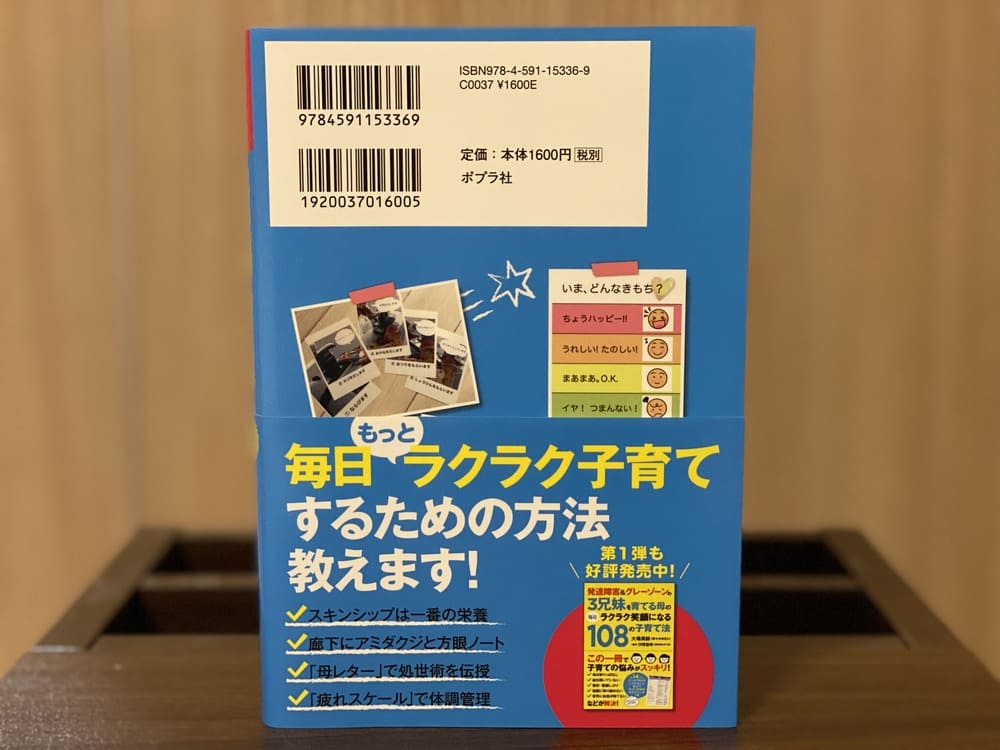 ISBN978-4-591-15336-9
C0037 ¥1600E
9784591153369
定価：本体1600円 税別
ポプラ社
1920037016005
いま、どんなきもち？
ちょうハッピー!!
うれしい! たのしい!
まあまあ。O.K.
イヤ！ つまんない！
もっと
毎日 ラクラク子育て
するための方法
教えます!
スキンシップは一番の栄養
廊下にアミダクジと方眼ノート
「母レター」で処世術を伝授
「疲れスケール」で体調管理
第1弾も
好評発売中!
発達障害&グレーゾーンの
3兄妹を育てる母の
毎日 ラクラク笑顔になる
108の子育て法
この一冊で
子育ての悩みがスッキリ!
などが解決!